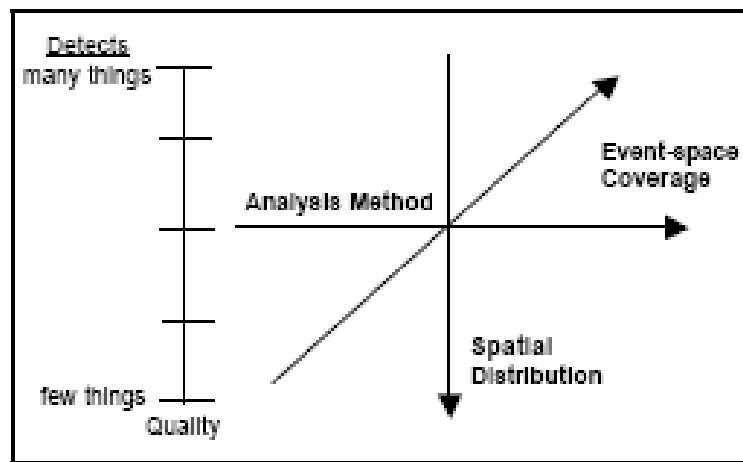 Detects
many things
Event-space
Coverage
Analysis Method
Spatial
Distribution
few things
Quality